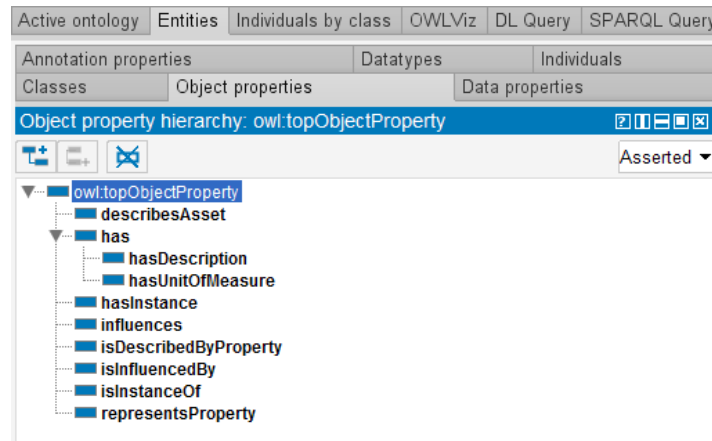 Active ontology Entities Individuals by class OWLViz DL Query SPARQL Query
Annotation properties Datatypes Individuals
Classes Object properties Data properties
Object property hierarchy: owl:topObjectProperty
Asserted
owl:topObjectProperty
describesAsset
has
hasDescription
hasUnitOfMeasure
hasInstance
influences
isDescribedByProperty
isInfluencedBy
isInstanceOf
representsProperty